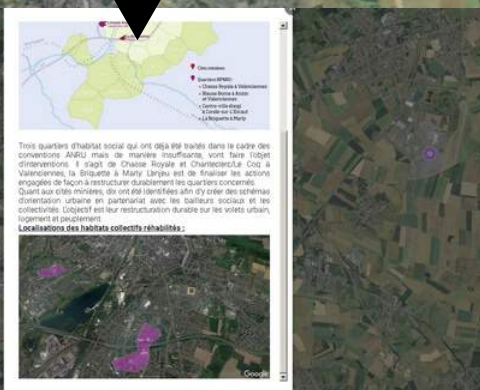 Cités minières
Quartiers NPNRU:
• Chasse Royale à Valenciennes
• Bleuse Borne à Anzin
et Valenciennes
• Centre-ville élargi
à Condé-sur-L'Escaut
• La Briquette à Marly
Trois quartiers d'habitat social qui ont déjà été traités dans le cadre des
conventions ANRU mais de manière insuffisante, vont faire l'objet
d'interventions. Il s'agit de Chasse Royale et Chanteclerc/Le Coq à
Valenciennes, la Briquette à Marly. L'enjeu est de finaliser les actions
engagées de façon à restructurer durablement les quartiers concernés.
Quant aux cités minières, dix ont été identifiées afin d'y créer des schémas
d'orientation urbaine en partenariat avec les bailleurs sociaux et les
collectivités. L'objectif est leur restructuration durable sur les volets urbain,
logement et peuplement.
Localisations des habitats collectifs réhabilités :
Google